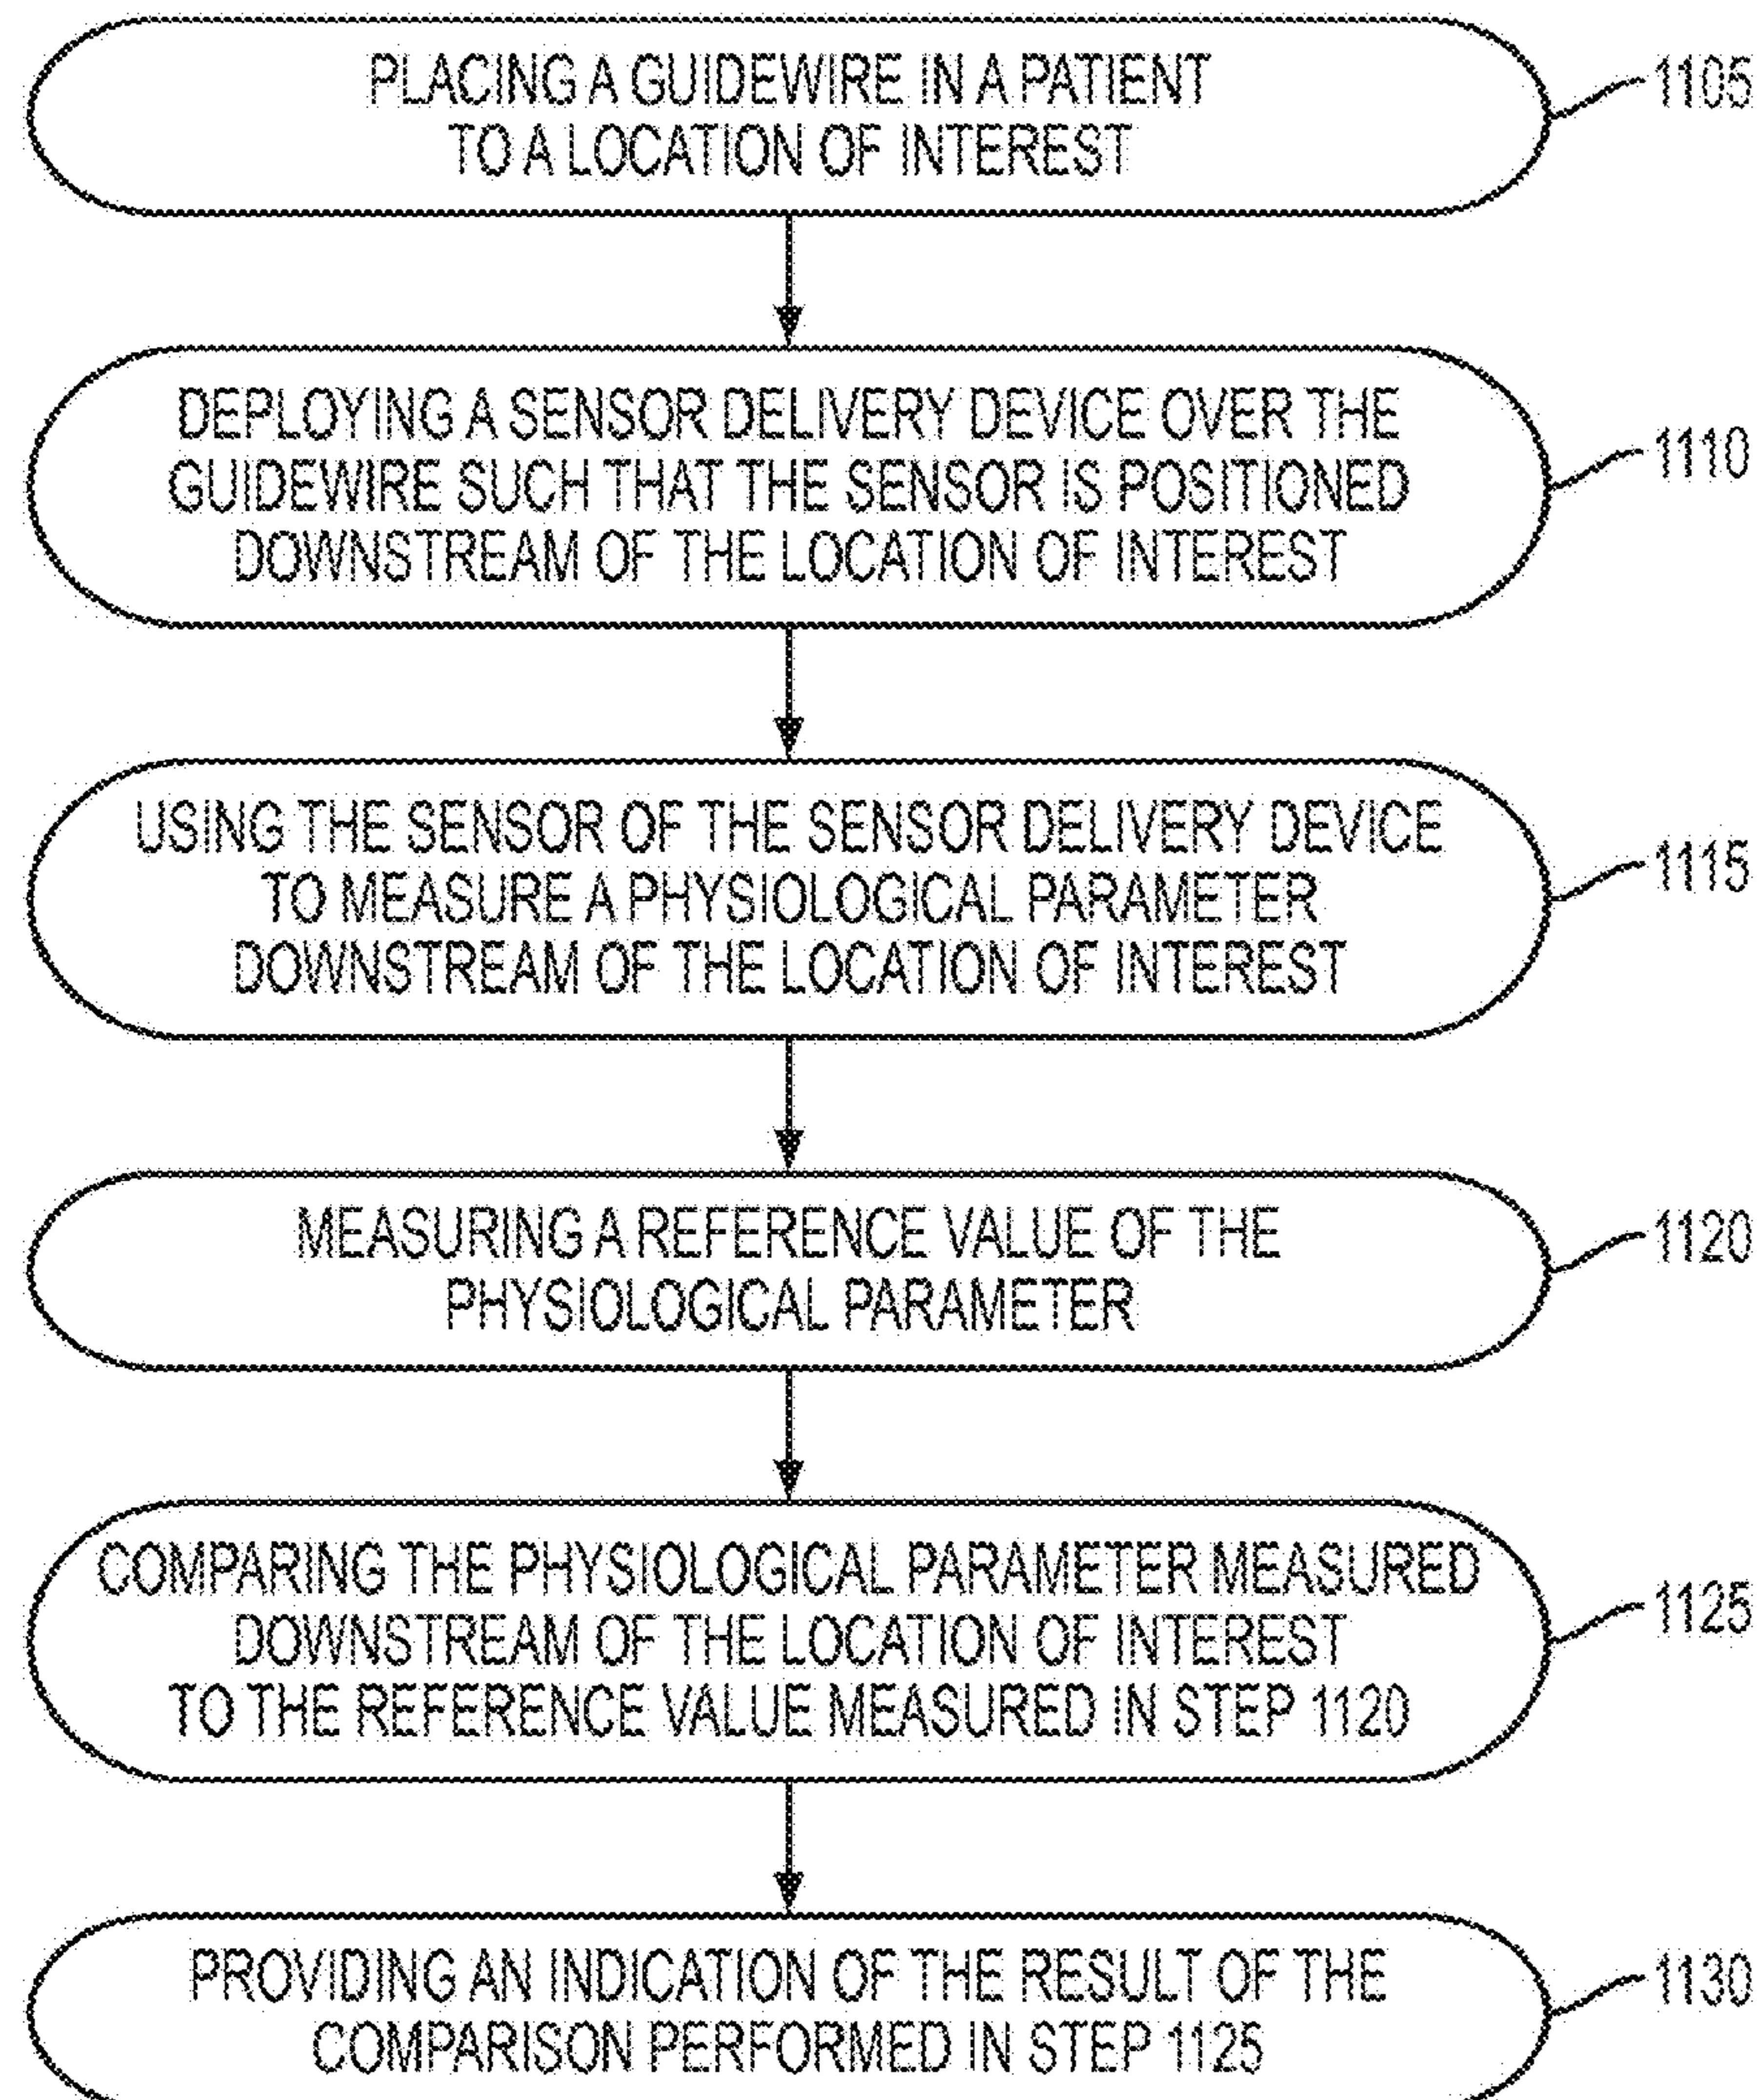 PLACING A GUIDEWIRE IN A PATIENT
TO A LOCATION OF INTEREST
1105
DEPLOYING A SENSOR DELIVERY DEVICE OVER THE
GUIDEWIRE SUCH THAT THE SENSOR IS POSITIONED
DOWNSTREAM OF THE LOCATION OF INTEREST
1110
USING THE SENSOR OF THE SENSOR DELIVERY DEVICE
TO MEASURE A PHYSIOLOGICAL PARAMETER
DOWNSTREAM OF THE LOCATION OF INTEREST
1115
MEASURING A REFERENCE VALUE OF THE
PHYSIOLOGICAL PARAMETER
1120
COMPARING THE PHYSIOLOGICAL PARAMETER MEASURED
DOWNSTREAM OF THE LOCATION OF INTEREST
TO THE REFERENCE VALUE MEASURED IN STEP 1120
1125
PROVIDING AN INDICATION OF THE RESULT OF THE
COMPARISON PERFORMED IN STEP 1125
1130